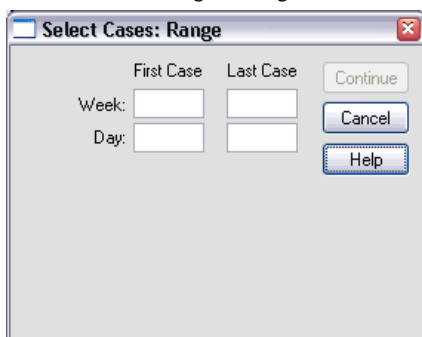 Select Cases: Range
First Case Last Case Continue
Week:
Cancel
Day:
Help